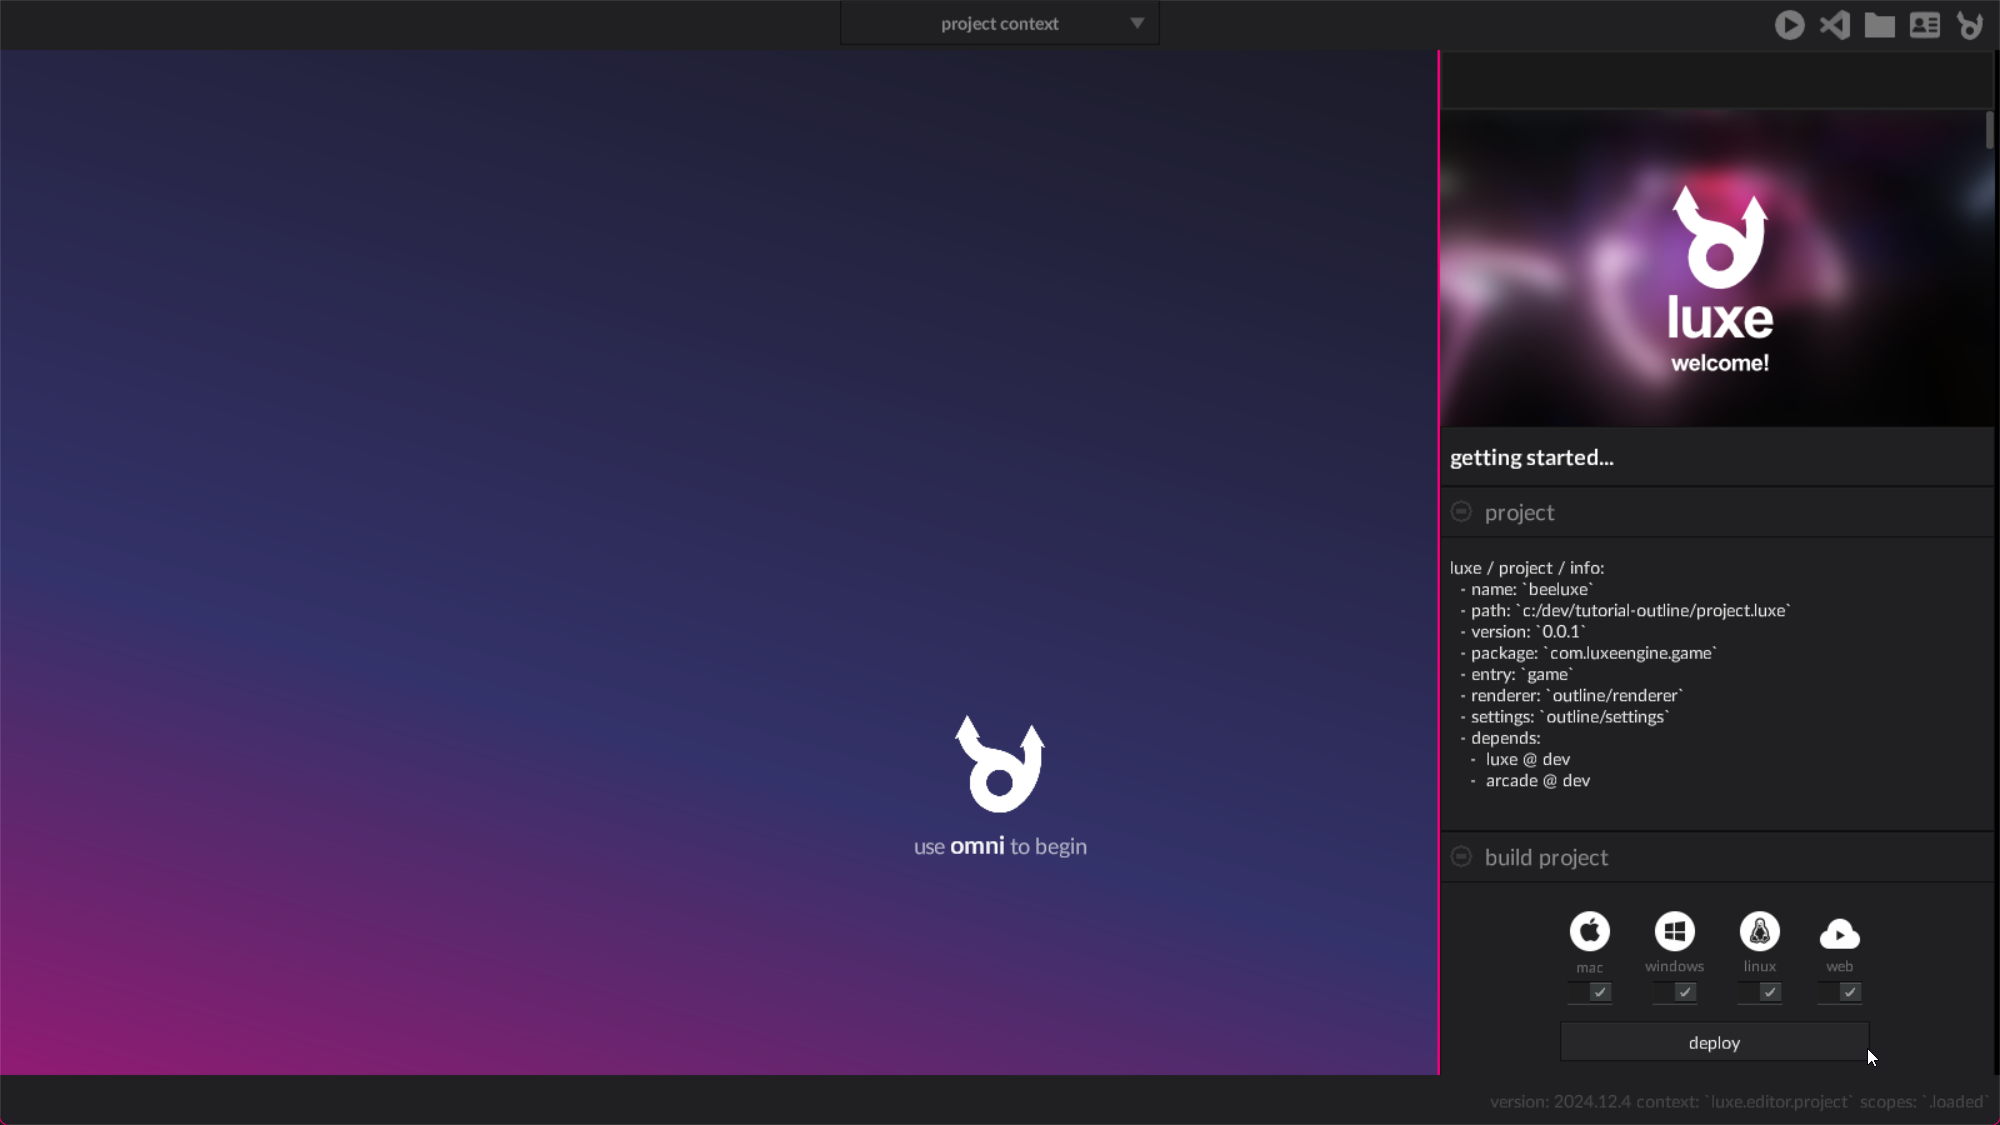 project context
luxe
welcome!
getting started...
project
luxe / project / info:
- name: `beeluxe`
- path: `c:/dev/tutorial-outline/project.luxe`
- version: `0.0.1`
- package: `com.luxeengine.game`
- entry: `game`
- renderer: `outline/renderer`
- settings: `outline/settings`
- depends:
- luxe @ dev
- arcade @ dev
use omni to begin
build project
mac windows linux web
deploy
version: 2024.12.4 context: `luxe.editor.project` scopes: `.loaded`